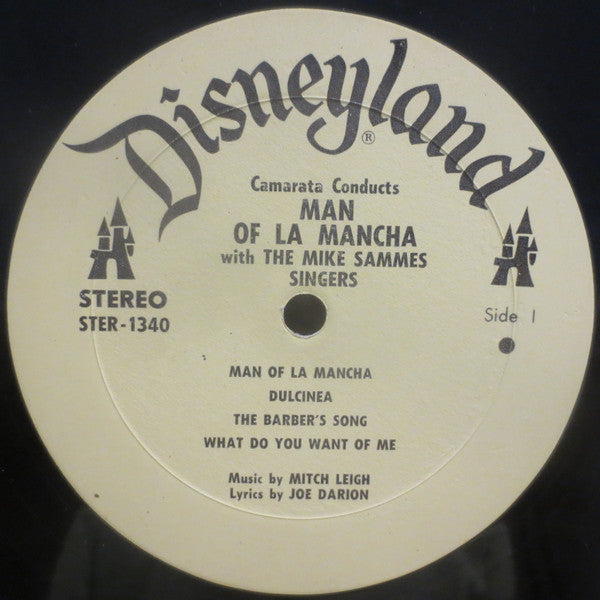 Disneyland
®
Camarata Conducts
MAN
OF LA MANCHA
with THE MIKE SAMMES
SINGERS
STEREO
STER-1340
Side 1
MAN OF LA MANCHA
DULCINEA
THE BARBER'S SONG
WHAT DO YOU WANT OF ME
Music by MITCH LEIGH
Lyrics by JOE DARION